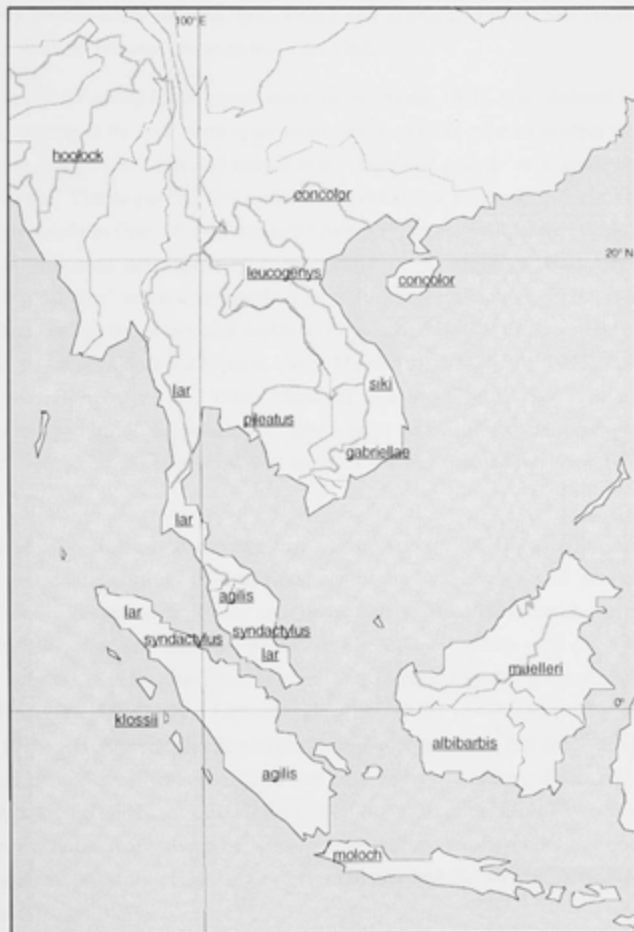 100° E
hoolock
concolor
20° N
leucogenys
concolor
lar
siki
pileatus
gabriellae
lar
agilis
lar
syndactylus
syndactylus
lar
muelleri
klossii
0°
albibarbis
agilis
moloch